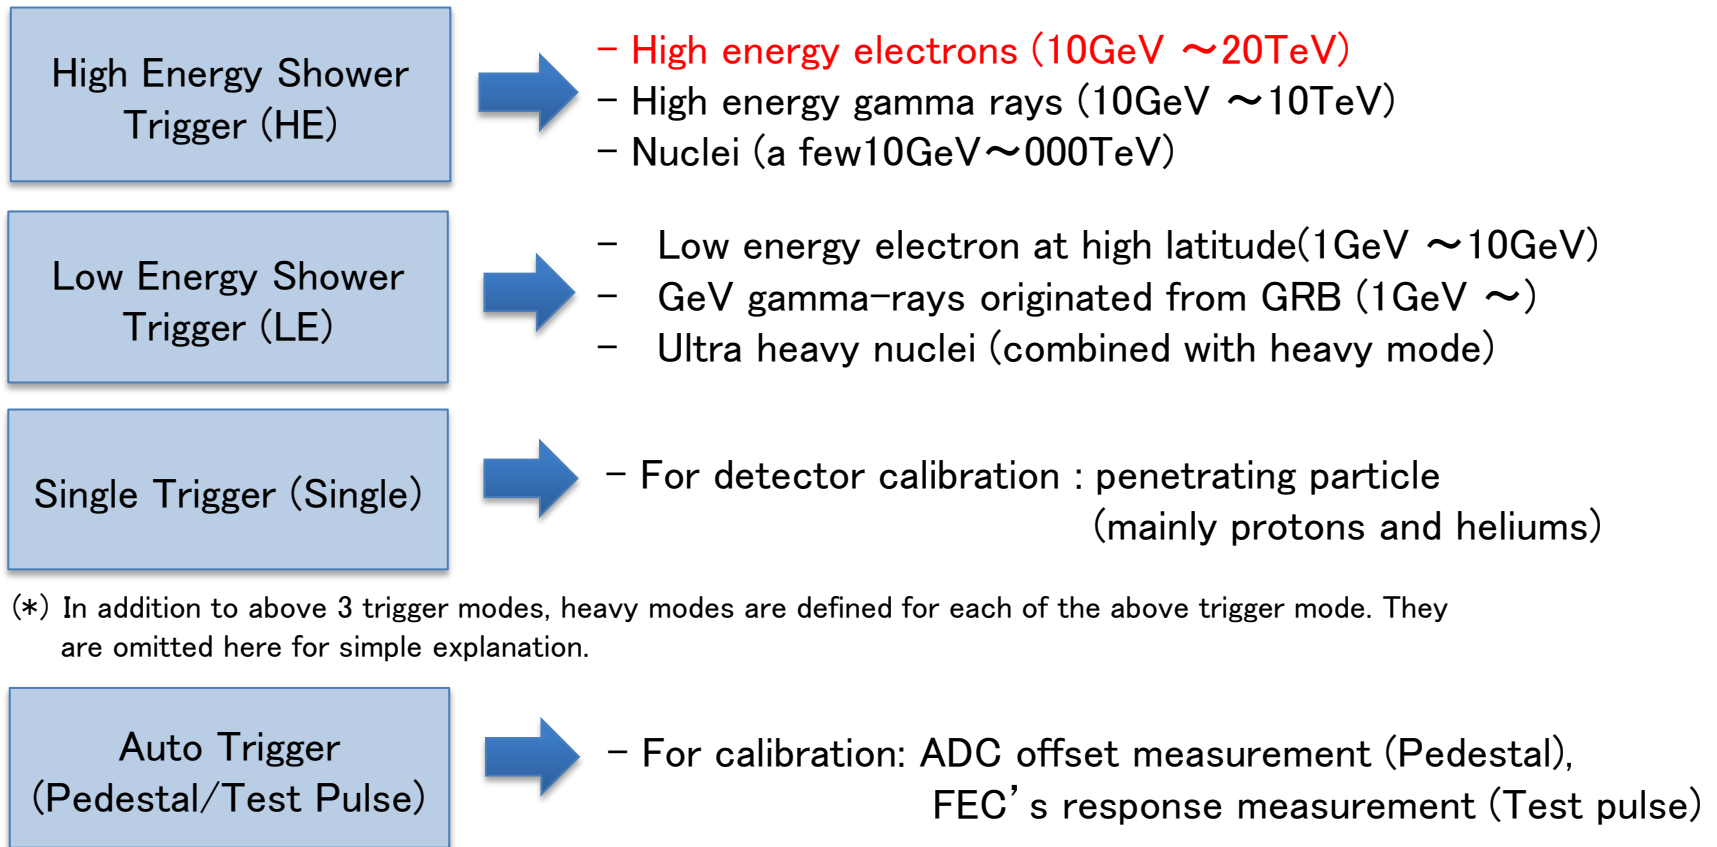 High Energy Shower
Trigger (HE)
- High energy electrons (10GeV ～20TeV)
- High energy gamma rays (10GeV ～10TeV)
- Nuclei (a few10GeV～000TeV)
Low Energy Shower
Trigger (LE)
- Low energy electron at high latitude(1GeV ～10GeV)
- GeV gamma-rays originated from GRB (1GeV ～)
- Ultra heavy nuclei (combined with heavy mode)
Single Trigger (Single)
- For detector calibration : penetrating particle
(mainly protons and heliums)
(*) In addition to above 3 trigger modes, heavy modes are defined for each of the above trigger mode. They
are omitted here for simple explanation.
Auto Trigger
(Pedestal/Test Pulse)
- For calibration: ADC offset measurement (Pedestal),
FEC’s response measurement (Test pulse)